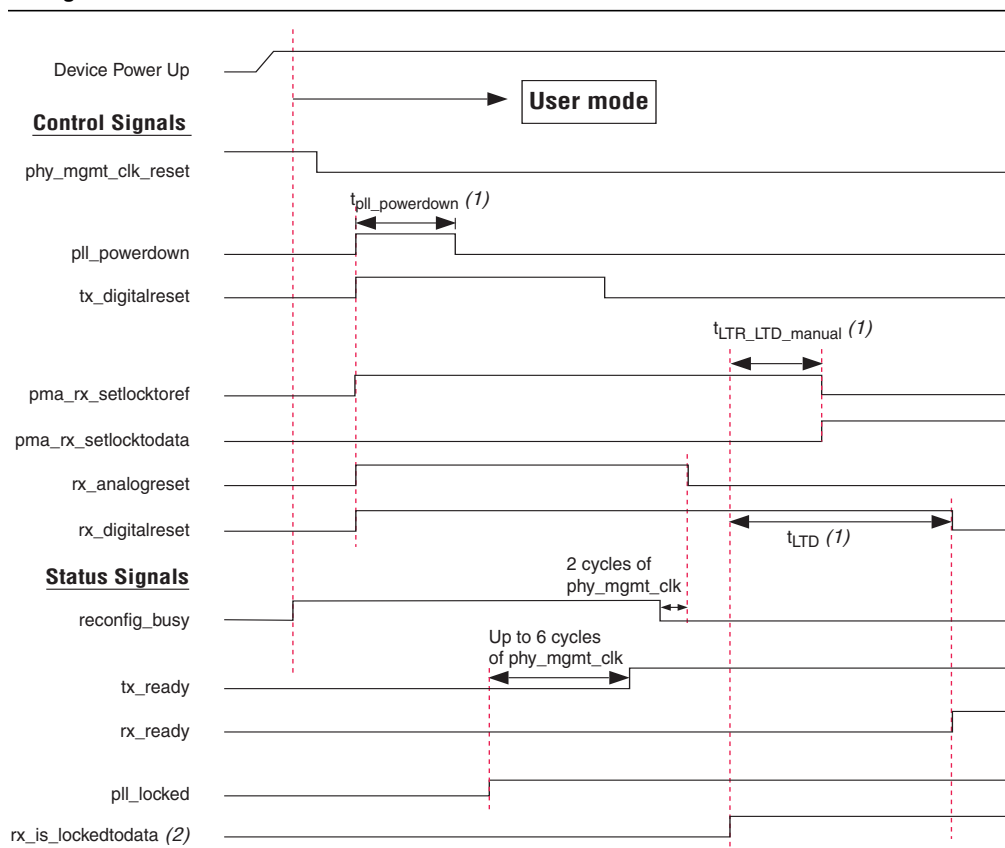 Device Power Up
User mode
Control Signals
phy_mgmt_clk_reset
tpll_powerdown (1)
pll_powerdown
tx_digitalreset
tLTR_LTD_manual (1)
pma_rx_setlocktoref
pma_rx_setlocktodata
rx_analogreset
rx_digitalreset
tLTD (1)
Status Signals
2 cycles of
phy_mgmt_clk
reconfig_busy
Up to 6 cycles
of phy_mgmt_clk
tx_ready
rx_ready
pll_locked
rx_is_lockedtodata (2)